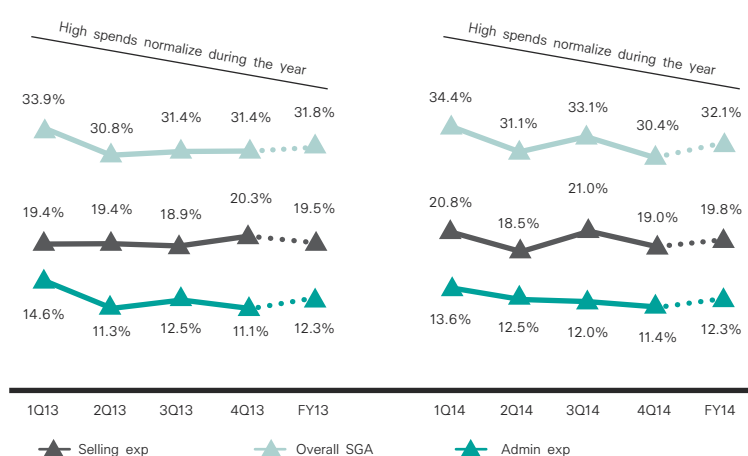 High spends normalize during the year
High spends normalize during the year
33.9% 30.8% 31.4% 31.4% 31.8%
34.4% 31.1% 33.1% 30.4% 32.1%
19.4% 19.4% 18.9% 20.3% 19.5%
20.8% 18.5% 21.0% 19.0% 19.8%
14.6% 11.3% 12.5% 11.1% 12.3%
13.6% 12.5% 12.0% 11.4% 12.3%
1Q13 2Q13 3Q13 4Q13 FY13
1Q14 2Q14 3Q14 4Q14 FY14
Selling exp Overall SGA Admin exp